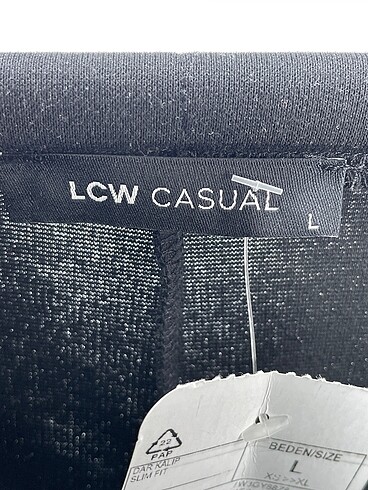 LCW CASUAL
L
22
PAP
DAR KALIP
SLIM FIT
BEDEN/SIZE
L
XS>>XL